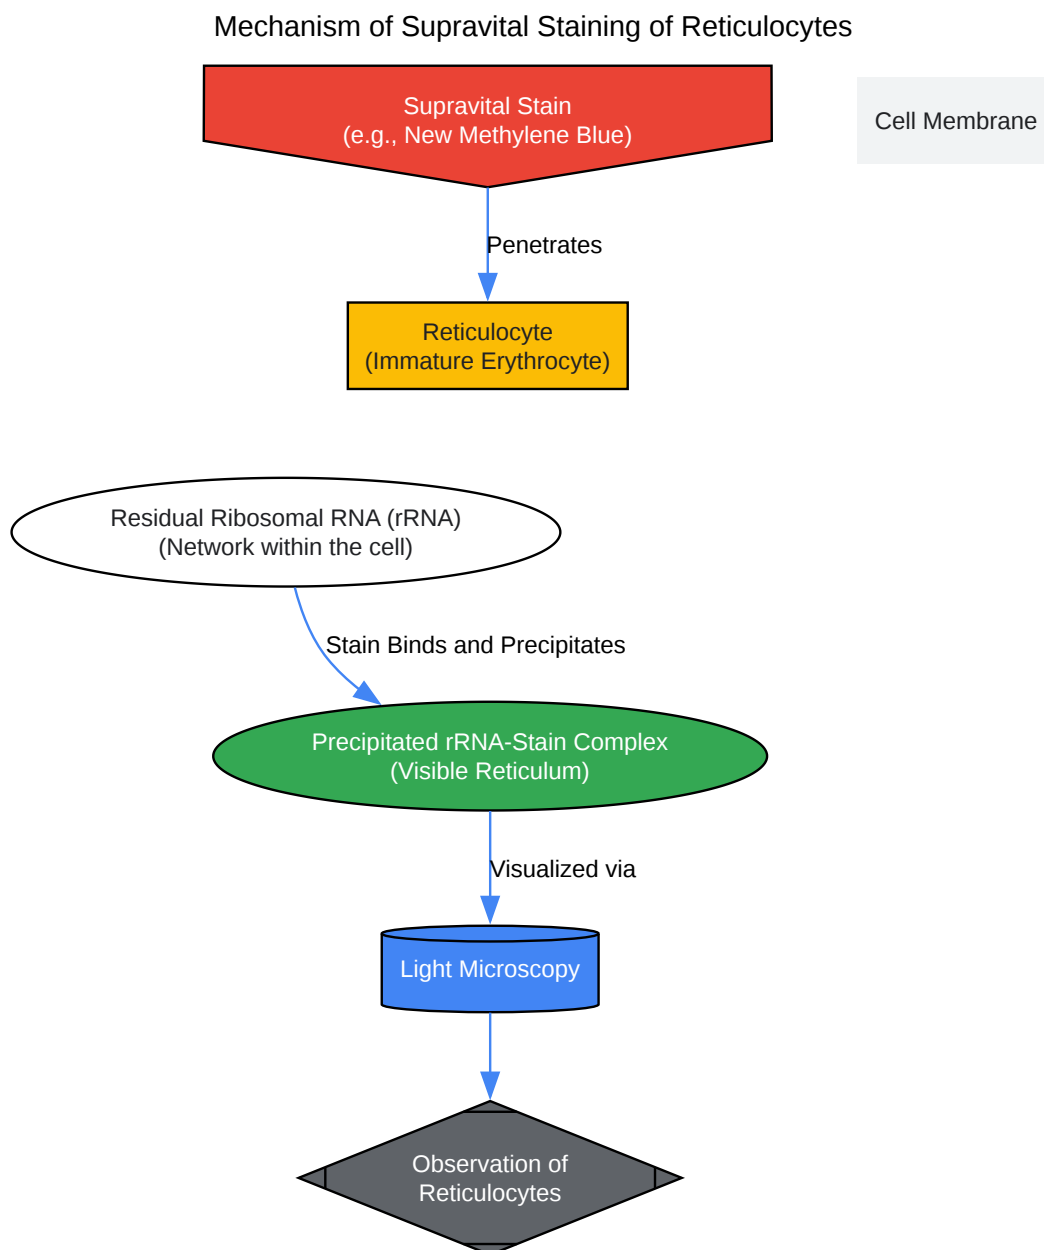 Mechanism of Supravital Staining of Reticulocytes
Supravital Stain
(e.g., New Methylene Blue)
Cell Membrane
Penetrates
Reticulocyte
(Immature Erythrocyte)
Residual Ribosomal RNA (rRNA)
(Network within the cell)
Stain Binds and Precipitates
Precipitated rRNA-Stain Complex
(Visible Reticulum)
Visualized via
Light Microscopy
Observation of
Reticulocytes